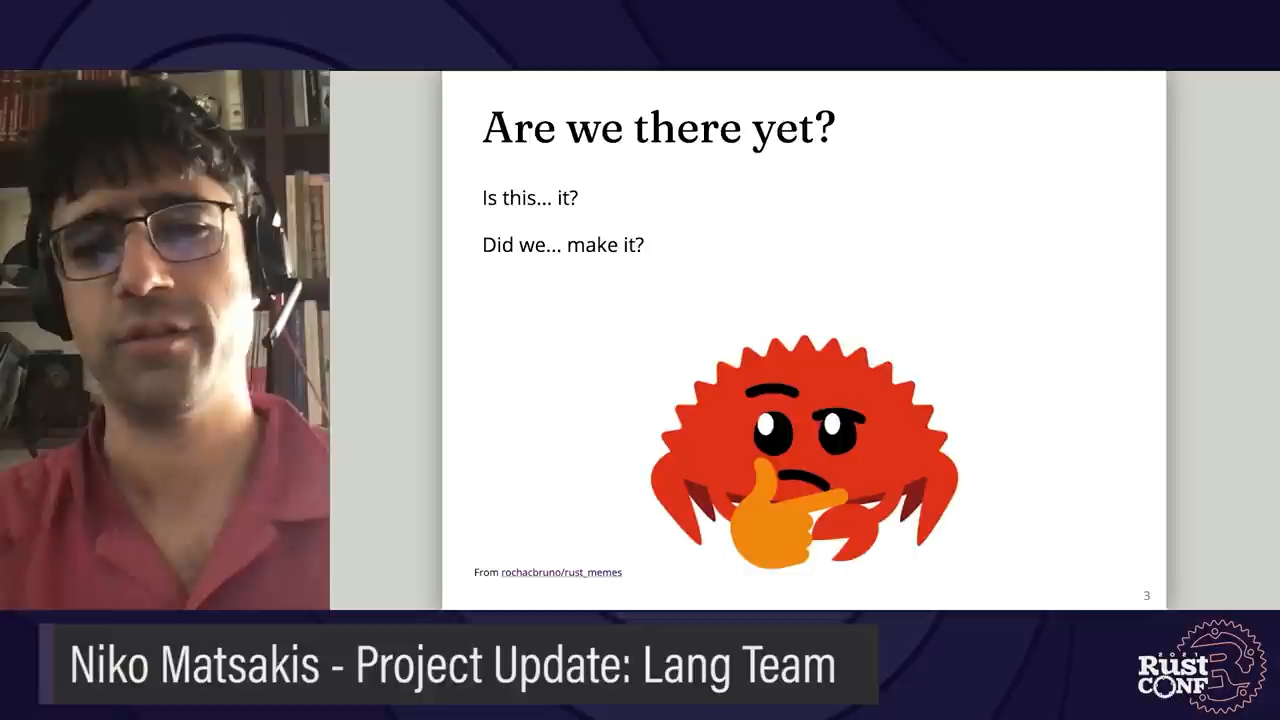 Are we there yet?
Is this... it?
Did we... make it?
From rochacbruno/rust_memes
3
Niko Matsakis - Project Update: Lang Team
RUST
CONF